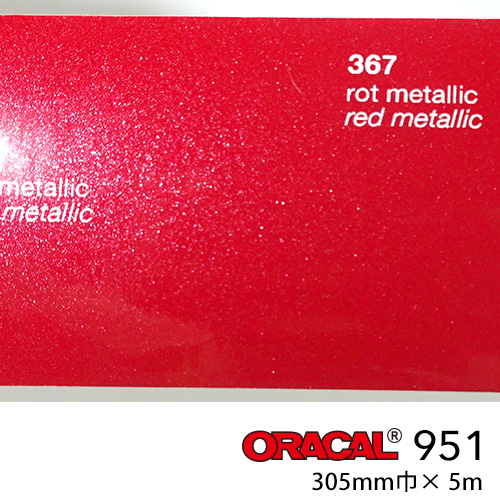 367
rot metallic
red metallic
metallic
metallic
ORACAL® 951
305mm巾× 5m